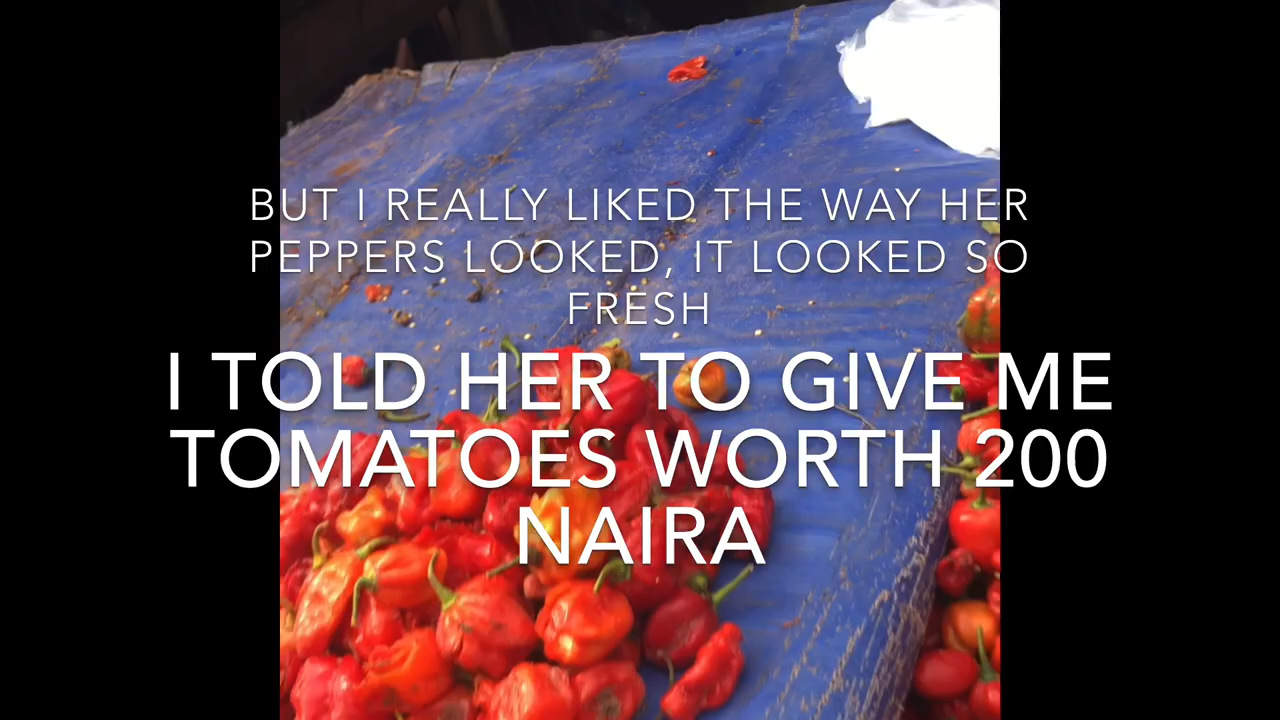 BUT I REALLY LIKED THE WAY HER
PEPPERS LOOKED, IT LOOKED SO
FRESH
I TOLD HER TO GIVE ME
TOMATOES WORTH 200
NAIRA